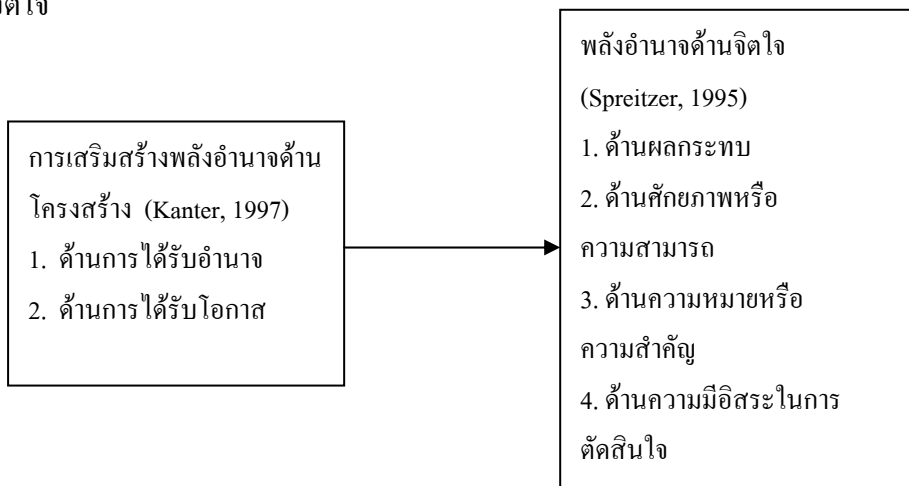 จิตใจ
พลังอำนาจด้านจิตใจ
(Spreitzer, 1995)
1. ด้านผลกระทบ
2. ด้านศักยภาพหรือ
ความสามารถ
3. ด้านความหมายหรือ
ความสำคัญ
4. ด้านความมีอิสระในการ
ตัดสินใจ
การเสริมสร้างพลังอำนาจด้าน
โครงสร้าง (Kanter, 1997)
1. ด้านการได้รับอำนาจ
2. ด้านการได้รับโอกาส